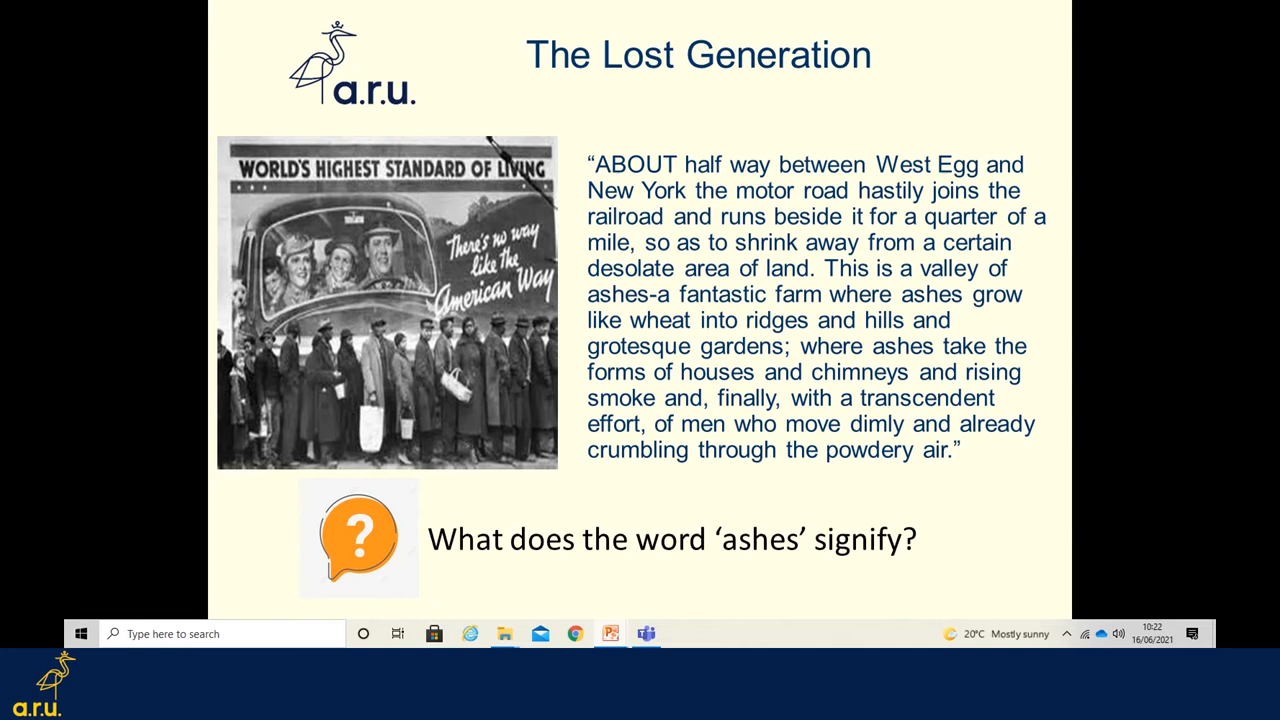 The Lost Generation
a.r.u.
WORLD'S HIGHEST STANDARD OF LIVING
There's no way
like the
American Way
“ABOUT half way between West Egg and
New York the motor road hastily joins the
railroad and runs beside it for a quarter of a
mile, so as to shrink away from a certain
desolate area of land. This is a valley of
ashes-a fantastic farm where ashes grow
like wheat into ridges and hills and
grotesque gardens; where ashes take the
forms of houses and chimneys and rising
smoke and, finally, with a transcendent
effort, of men who move dimly and already
crumbling through the powdery air.”
?
What does the word ‘ashes’ signify?
Type here to search
20°C Mostly sunny
10:22
16/06/2021
a.r.u.